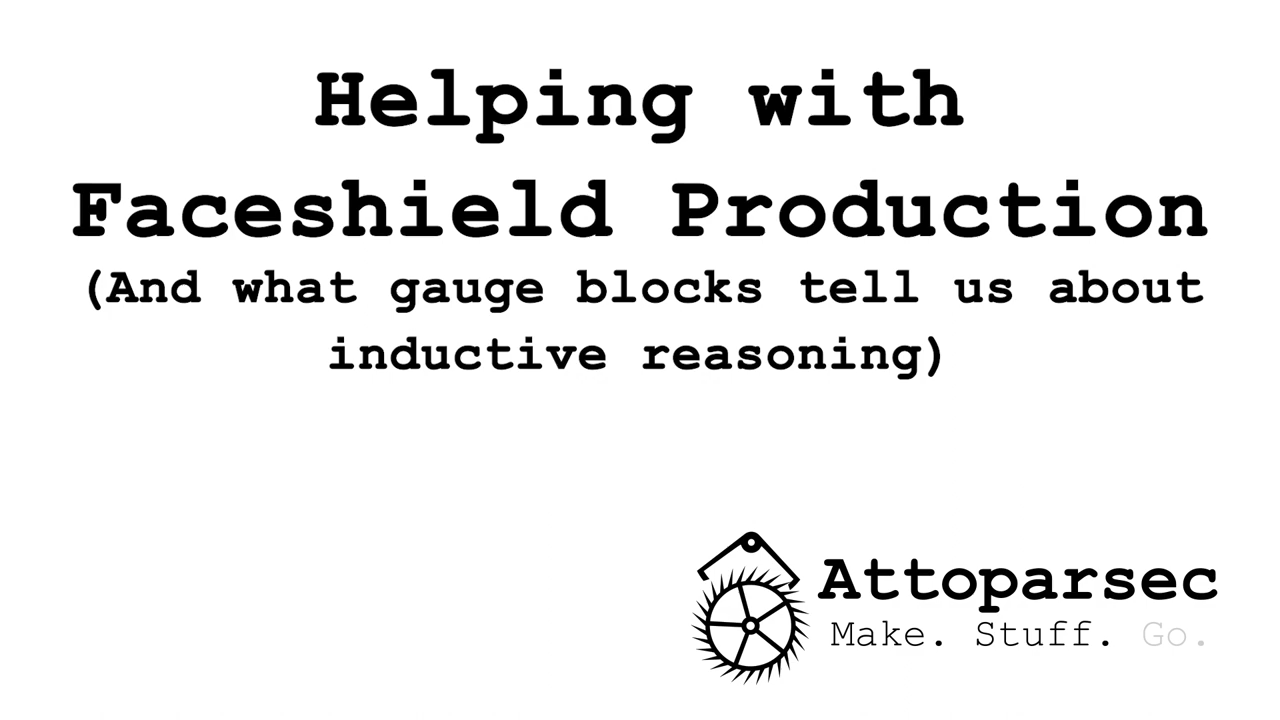 Helping with
Faceshield Production
(And what gauge blocks tell us about
inductive reasoning)
Attoparsec
Make. Stuff. Go.